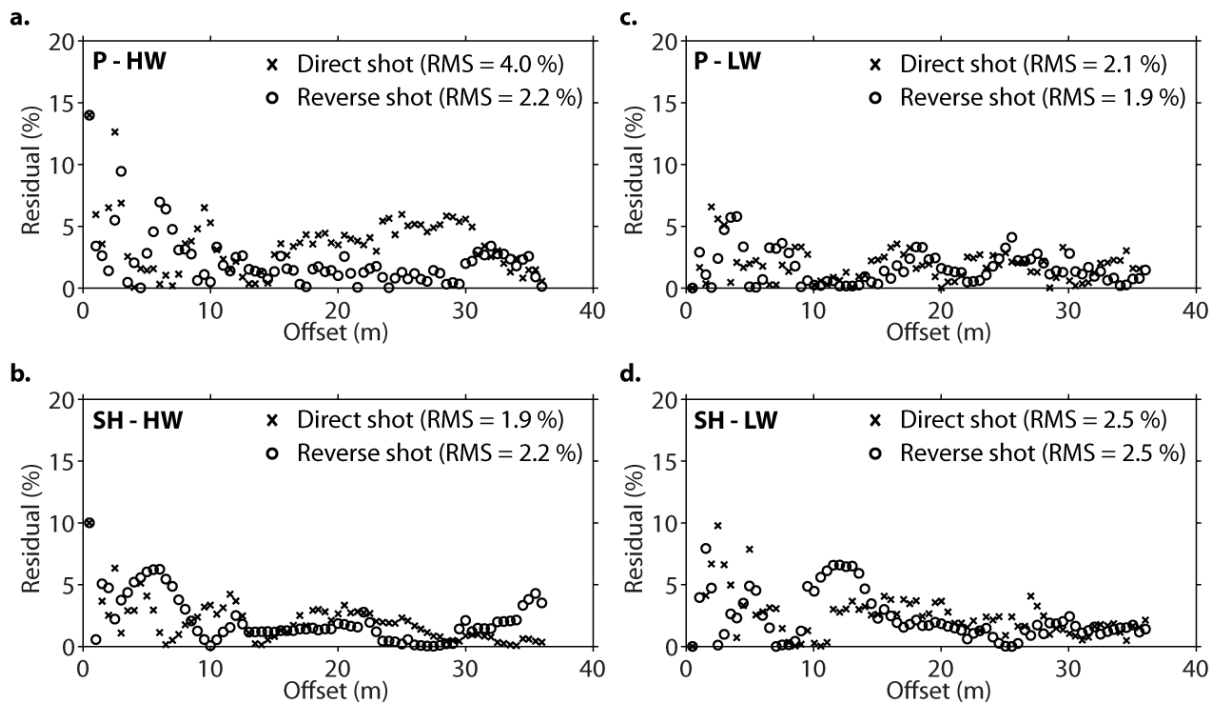 a.
20
15
10
5
0
Residual (%)
P - HW
× Direct shot (RMS = 4.0 %)
o Reverse shot (RMS = 2.2 %)
0 10 20 30 40
Offset (m)
c.
20
15
10
5
0
Residual (%)
P - LW
× Direct shot (RMS = 2.1 %)
o Reverse shot (RMS = 1.9 %)
0 10 20 30 40
Offset (m)
b.
20
15
10
5
0
Residual (%)
SH - HW
× Direct shot (RMS = 1.9 %)
o Reverse shot (RMS = 2.2 %)
0 10 20 30 40
Offset (m)
d.
20
15
10
5
0
Residual (%)
SH - LW
× Direct shot (RMS = 2.5 %)
o Reverse shot (RMS = 2.5 %)
0 10 20 30 40
Offset (m)